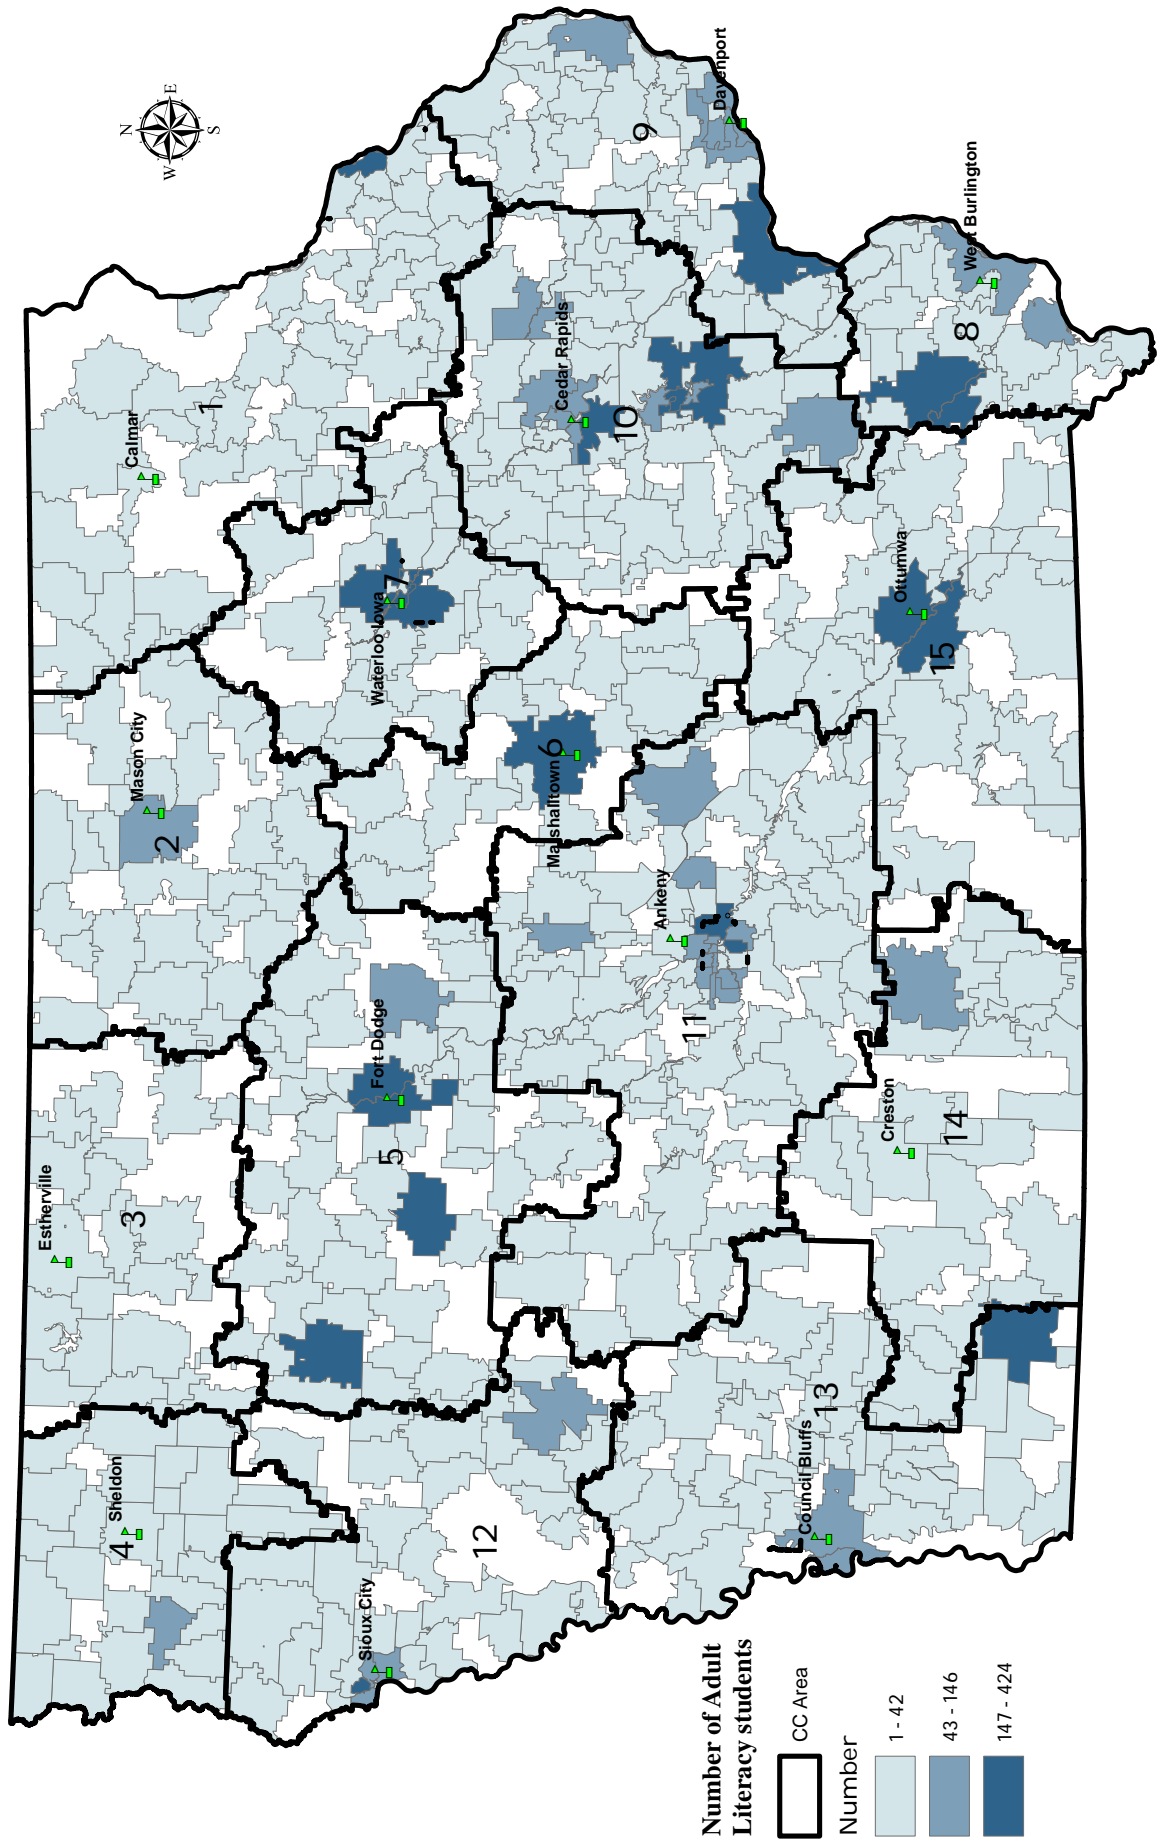 N
W
E
S
Estherville
Mason City
Calmar
Sheldon
3
2
1
4
Sioux City
Fort Dodge
Waterloo Iowa
5
7
12
Marshalltown
6
Cedar Rapids
10
9
Davenport
11
Ankeny
Council Bluffs
13
Creston
14
Ottumwa
15
8
West Burlington
Number of Adult
Literacy students
CC Area
Number
1 - 42
43 - 146
147 - 424